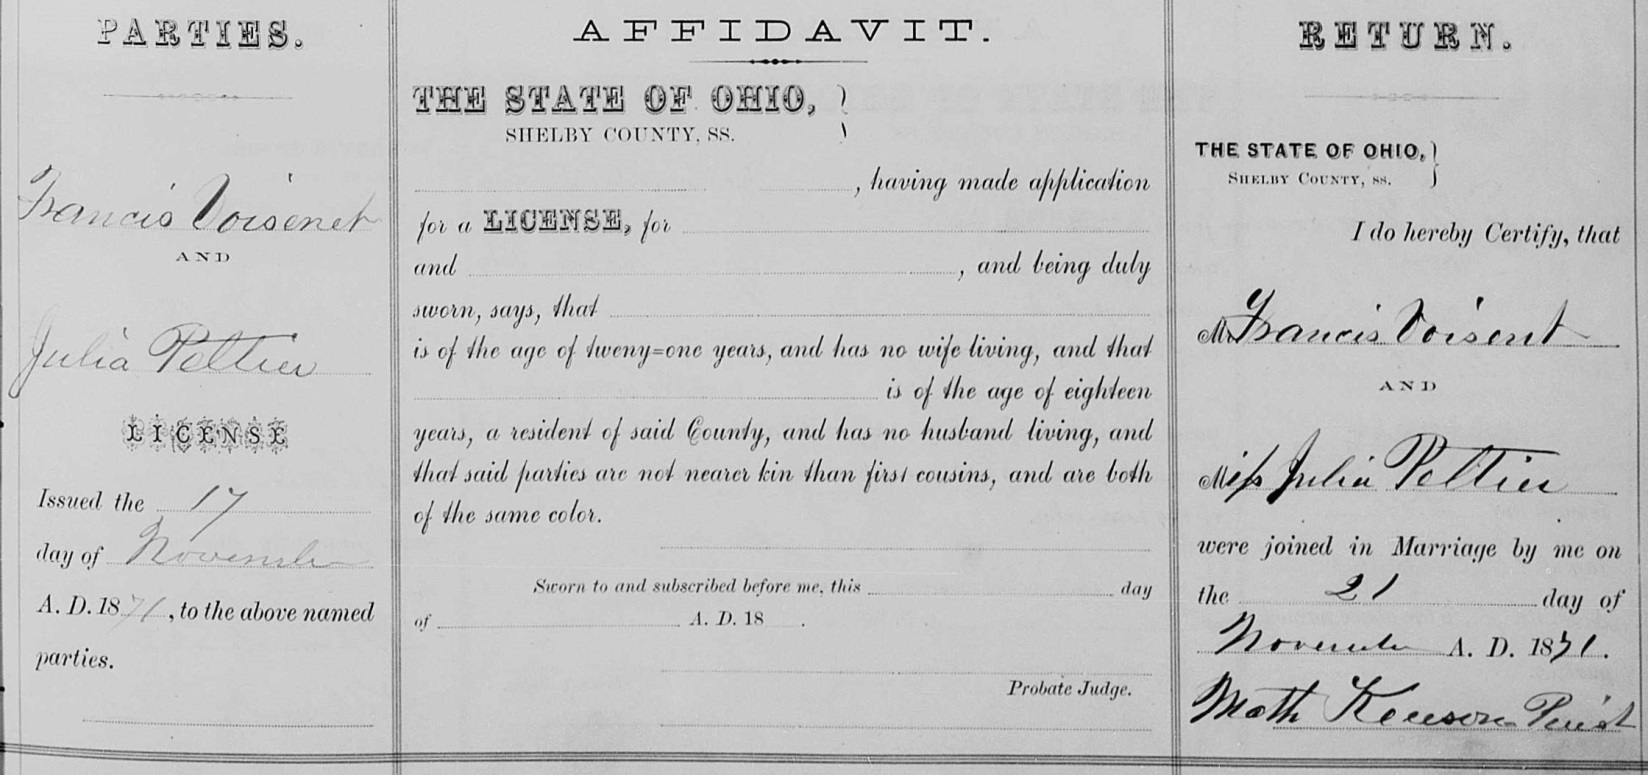 PARTIES.
Francis Voisenet
AND
Julia Peltier
LICENSE
Issued the 17
day of November
A. D. 1871, to the above named
parties.
AFFIDAVIT.
THE STATE OF OHIO,
SHELBY COUNTY, SS.
, having made application
for a LICENSE, for
and , and being duly
sworn, says, that
is of the age of tweny=one years, and has no wife living, and that
is of the age of eighteen
years, a resident of said County, and has no husband living, and
that said parties are not nearer kin than first cousins, and are both
of the same color.
Sworn to and subscribed before me, this day
of A. D. 18 .
Probate Judge.
RETURN.
THE STATE OF OHIO,
SHELBY COUNTY, SS.
I do hereby Certify, that
Mr Francis Voisent
AND
Miss Julia Peltier
were joined in Marriage by me on
the 21 day of
November A. D. 1871.
Math Priest